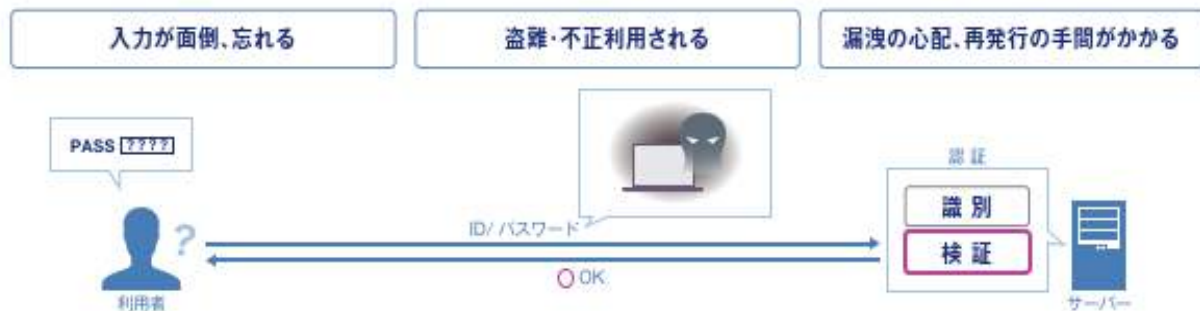 入力が面倒、忘れる
盗難・不正利用される
漏洩の心配、再発行の手間がかかる
PASS ????
認証
識別
検証
?
ID/パスワード
OK
利用者
サーバー